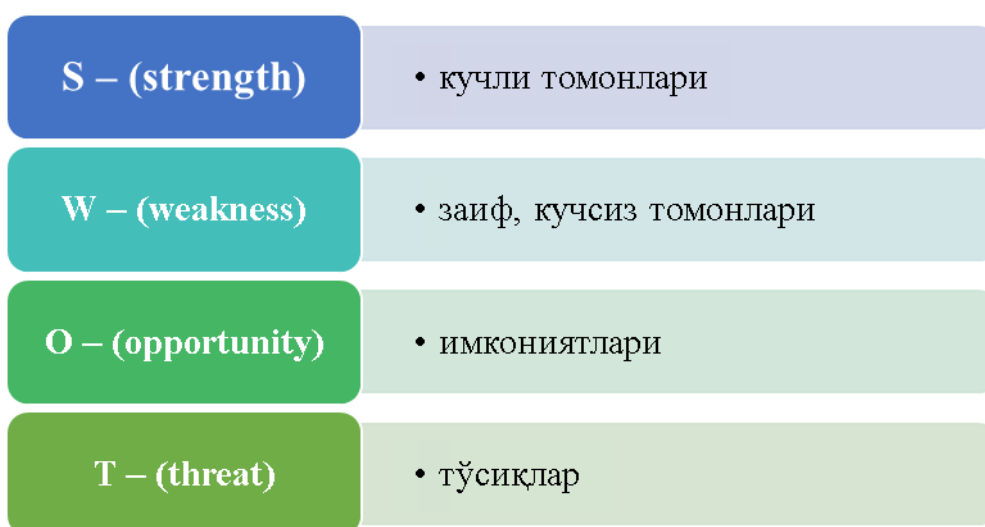 S – (strength)
• кучли томонлари
W – (weakness)
• заиф, кучсиз томонлари
O – (opportunity)
• имкониятлари
T – (threat)
• тўсиқлар